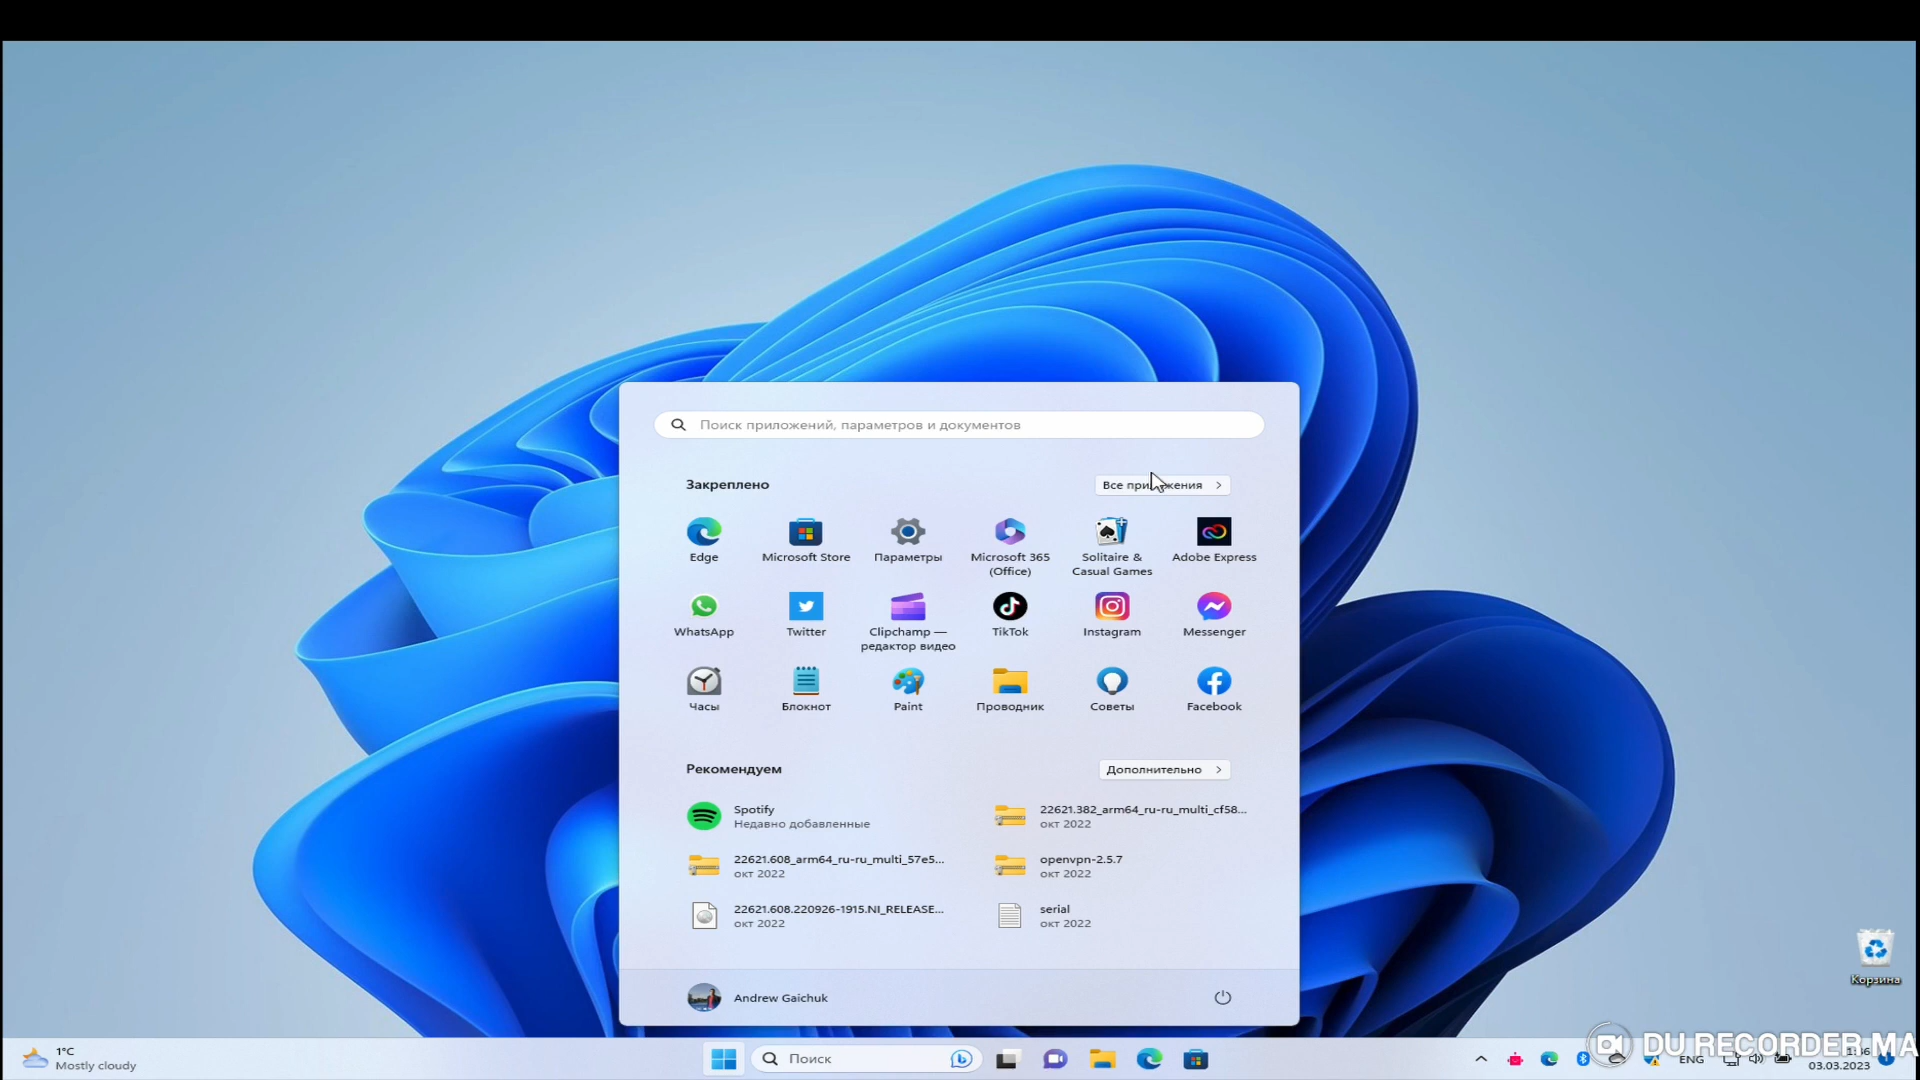 Поиск приложений, параметров и документов
Закреплено
Все приложения
Edge
Microsoft Store
Параметры
Microsoft 365
(Office)
Solitaire &
Casual Games
Adobe Express
WhatsApp
Twitter
Clipchamp —
редактор видео
TikTok
Instagram
Messenger
Часы
Блокнот
Paint
Проводник
Советы
Facebook
Рекомендуем
Дополнительно
Spotify
Недавно добавленные
22621.382_arm64_ru-ru_multi_cf58...
окт 2022
22621.608_arm64_ru-ru_multi_57e5...
окт 2022
openvpn-2.5.7
окт 2022
22621.608.220926-1915.NI_RELEASE...
окт 2022
serial
окт 2022
Andrew Gaichuk
Корзина
1°C
Mostly cloudy
Поиск
ENG
03.03.2023
DU RECORDER MA